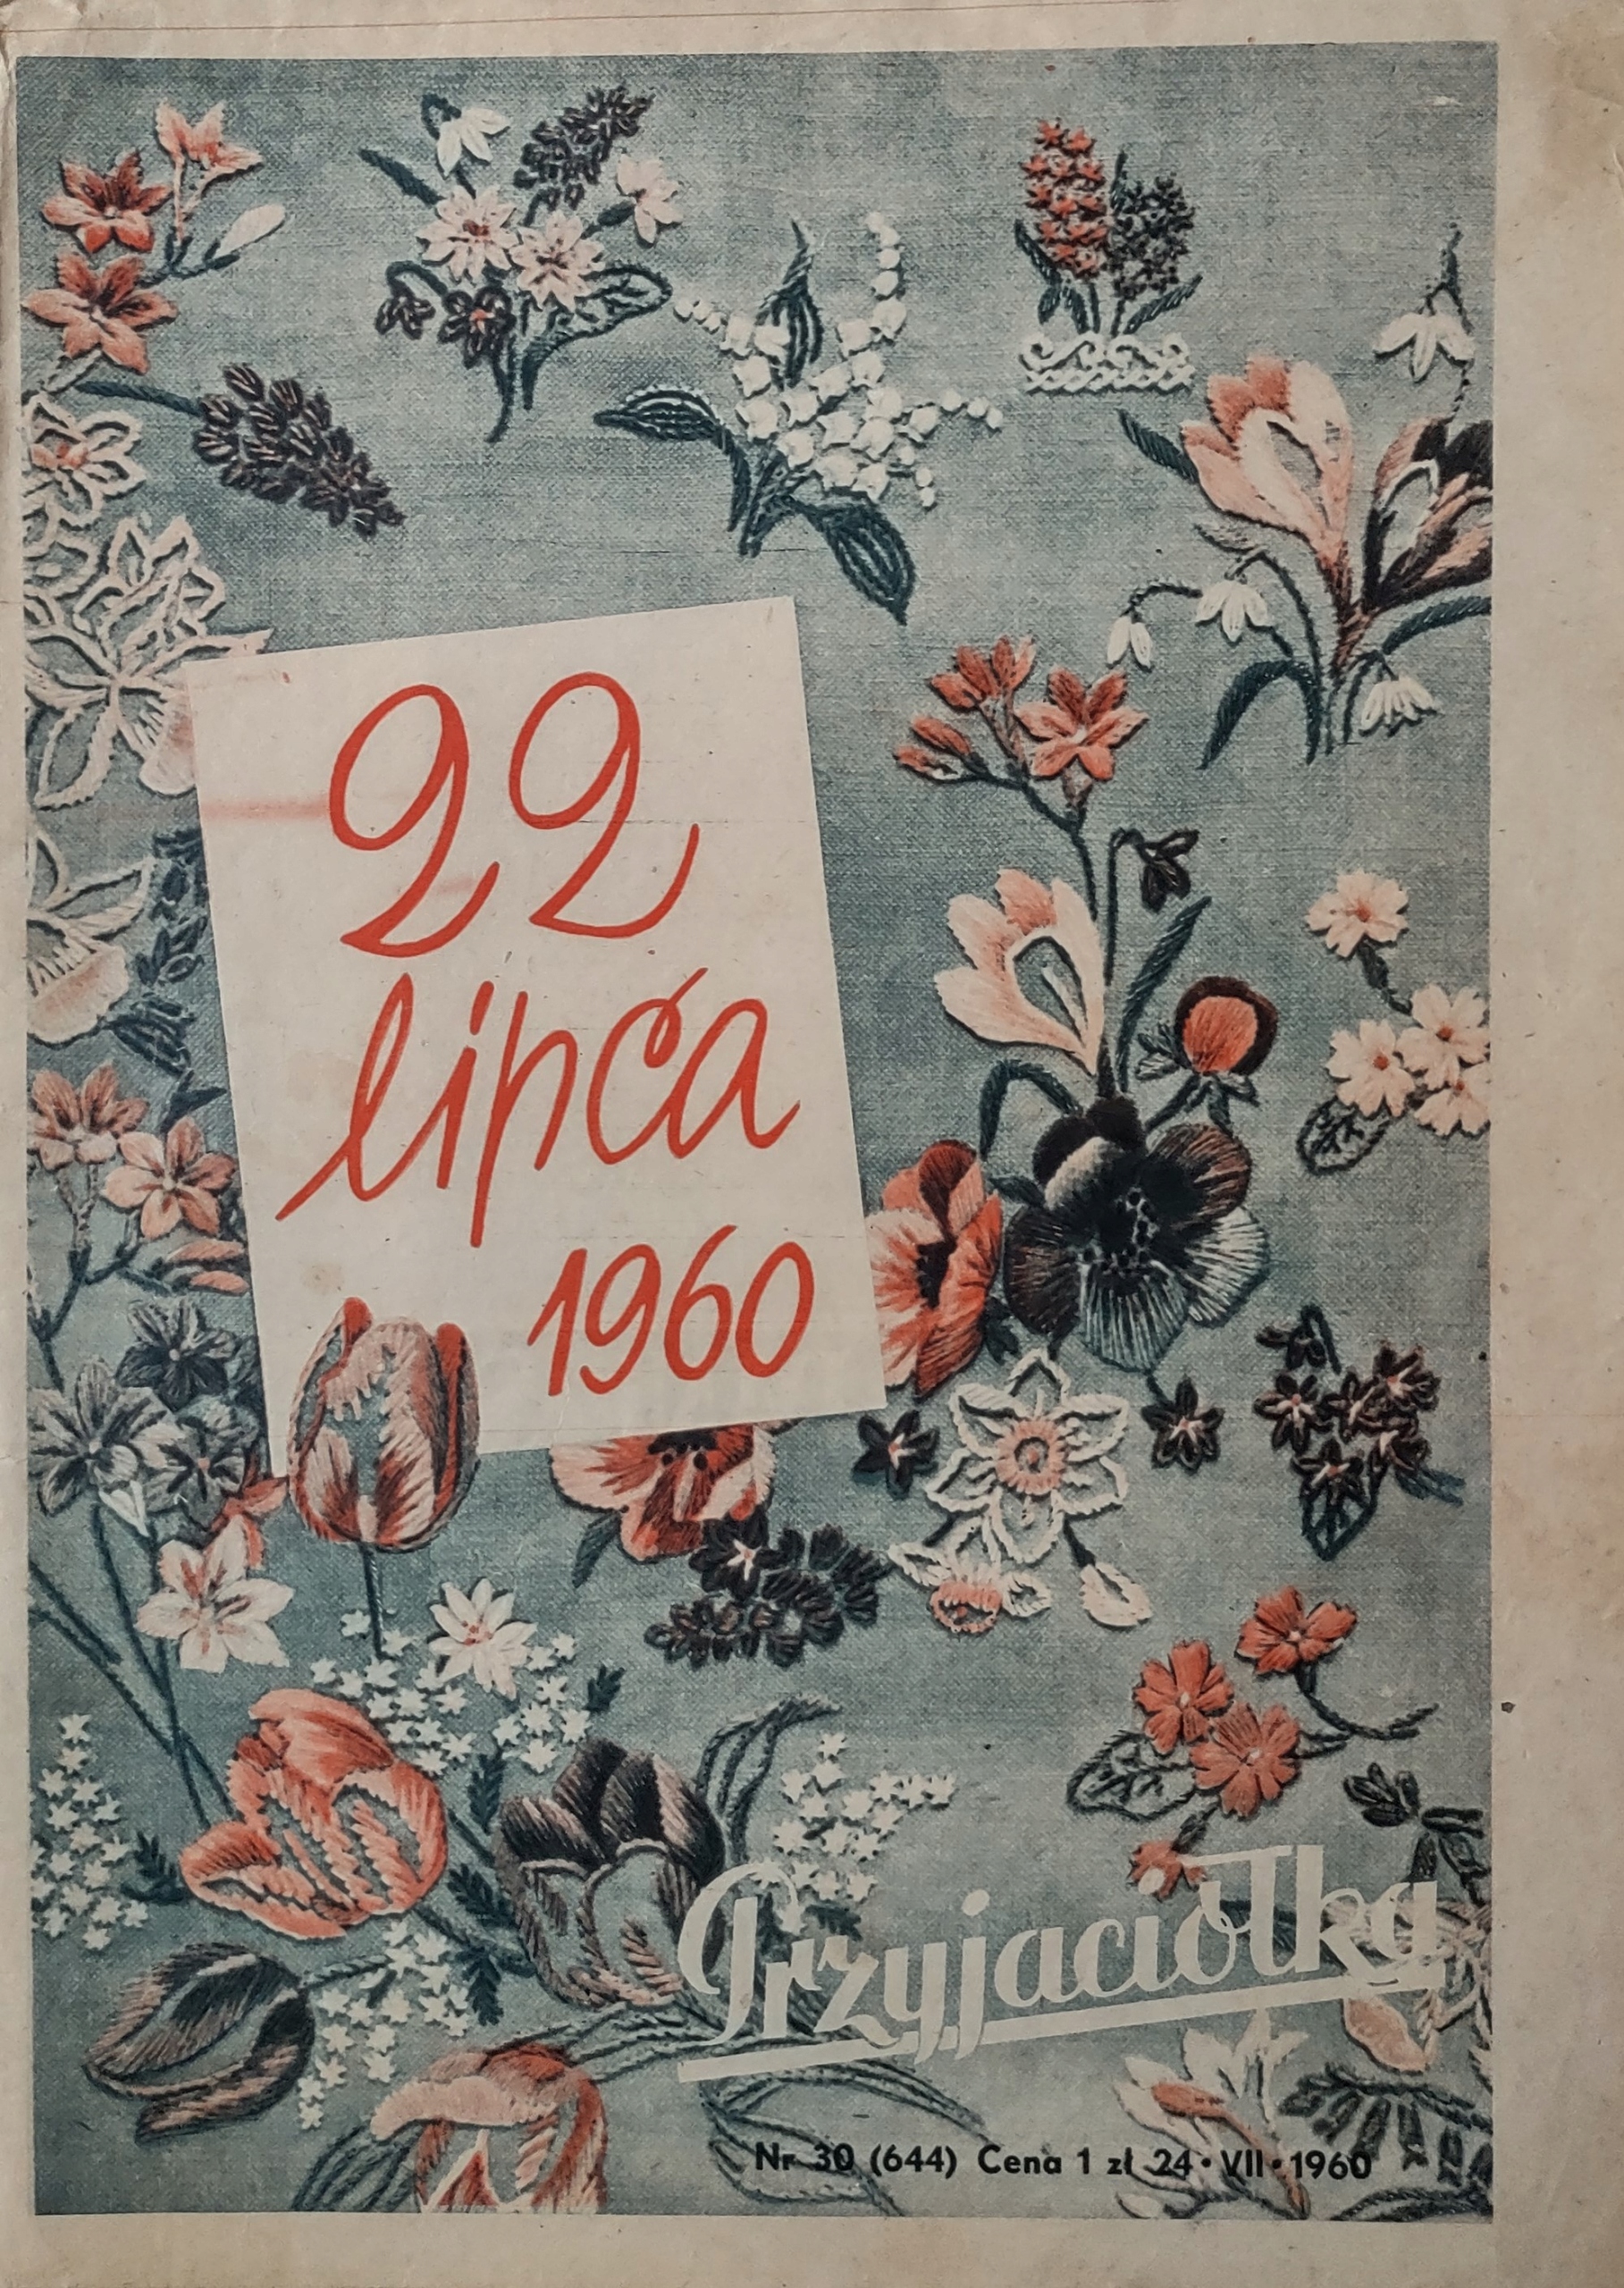 22
lipca
1960
Przyjaciółka
Nr 30 (644) Cena 1 zł 24 • VII • 1960